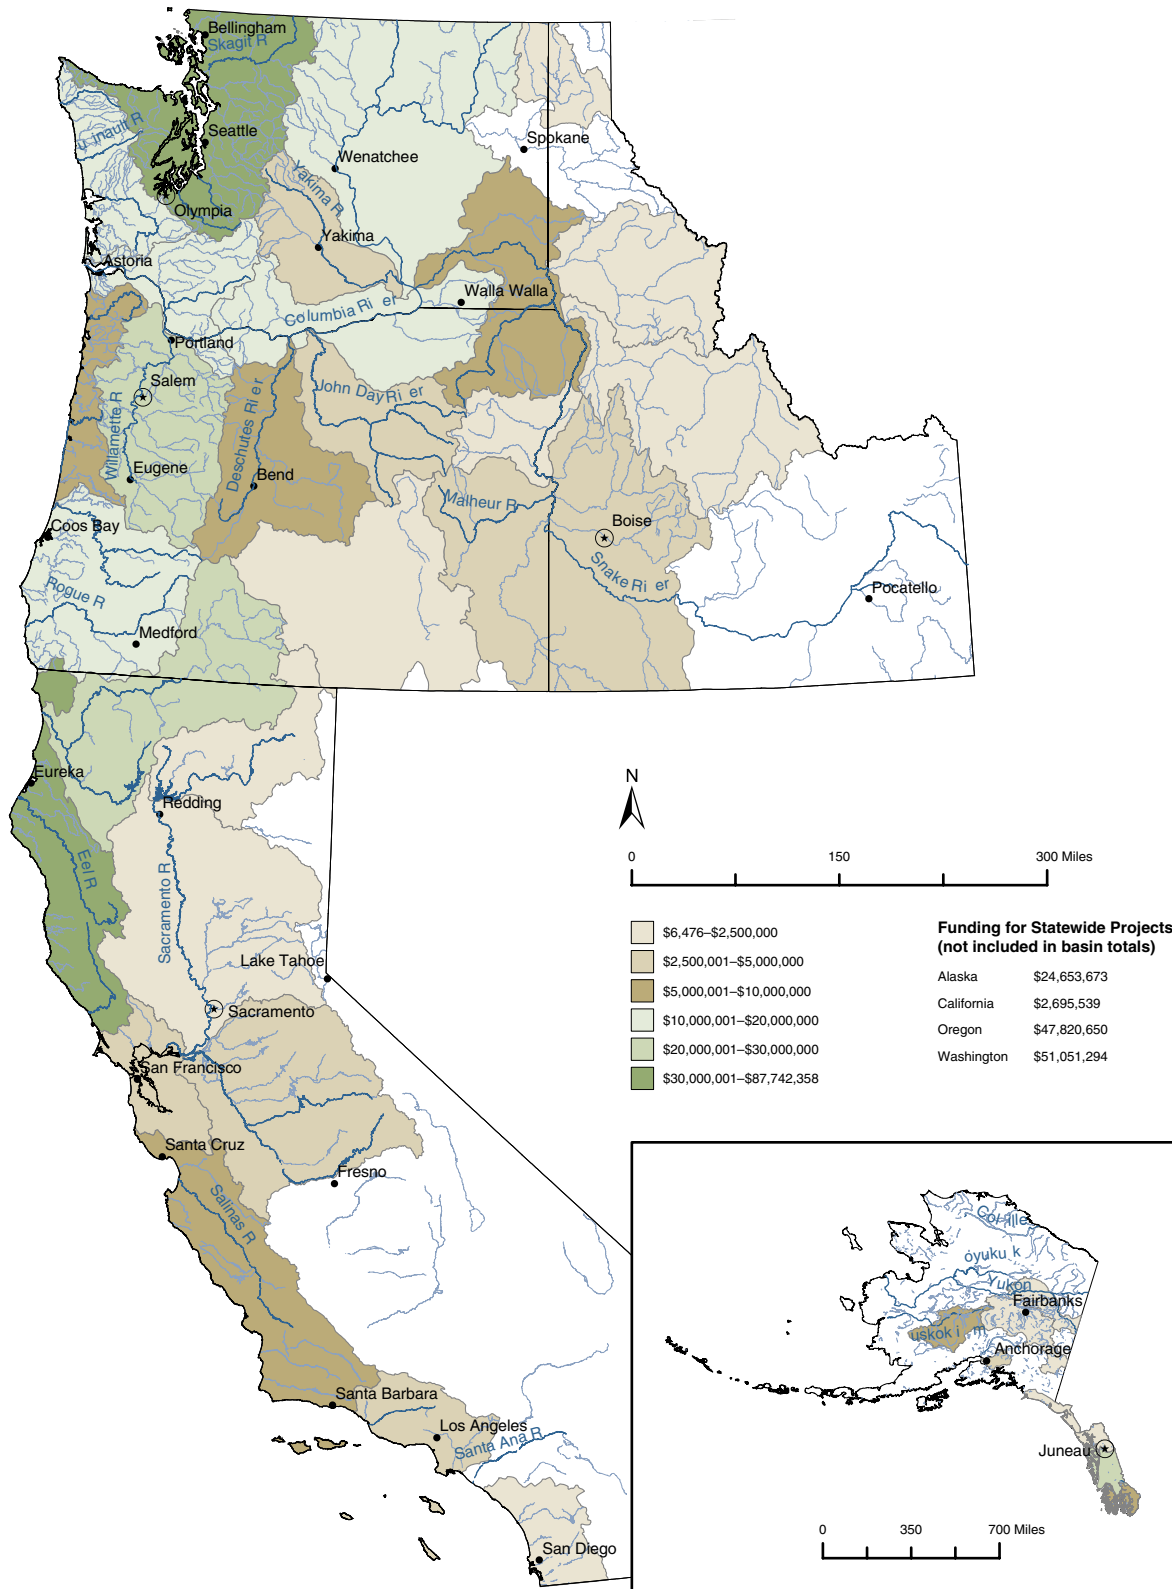 Bellingham
Skagit R
Seattle
inault R
Spokane
Wenatchee
Yakima R
Olympia
Yakima
Astoria
Walla Walla
Columbia Ri er
Portland
Salem
John Day Ri er
Willamette R
Deschutes Ri er
Eugene
Bend
Malheur R
Coos Bay
Boise
Snake Ri er
Rogue R
Pocatello
Medford
Eureka
Redding
Eel R
Sacramento R
Lake Tahoe
Sacramento
San Francisco
Santa Cruz
Fresno
Salinas R
Santa Barbara
Los Angeles
Santa Ana R
San Diego
N
0 150 300 Miles
$6,476–$2,500,000
$2,500,001–$5,000,000
$5,000,001–$10,000,000
$10,000,001–$20,000,000
$20,000,001–$30,000,000
$30,000,001–$87,742,358
Funding for Statewide Projects
(not included in basin totals)
Alaska $24,653,673
California $2,695,539
Oregon $47,820,650
Washington $51,051,294
Col ille
oyuku k
Yukon
Fairbanks
uskok i m
Anchorage
Juneau
0 350 700 Miles